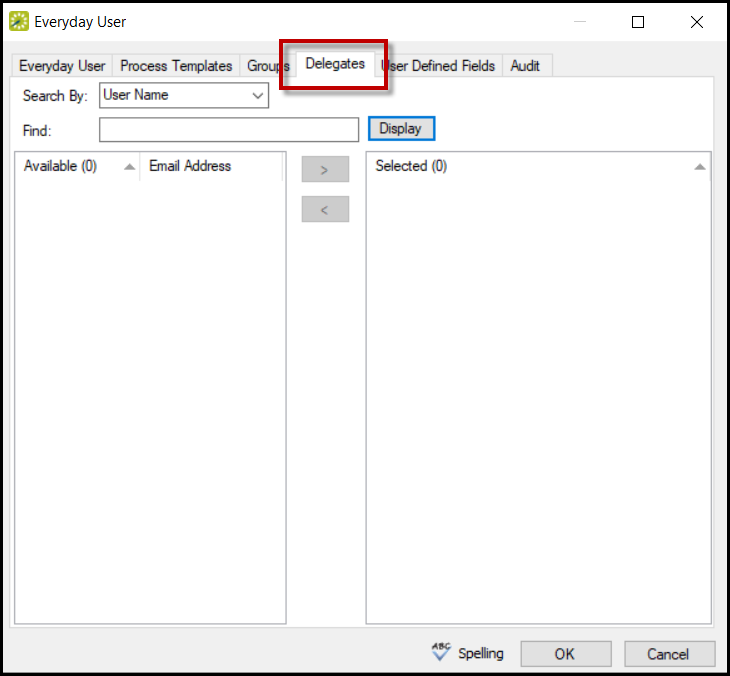 Everyday User
Everyday User Process Templates Groups Delegates User Defined Fields Audit
Search By: User Name
Find: Display
Available (0) Email Address > Selected (0)
<
ABC Spelling OK Cancel